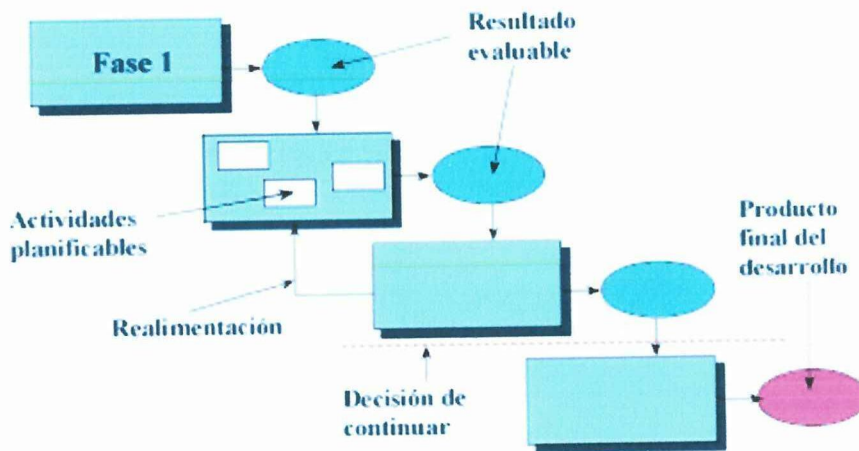 Fase 1
Resultado
evaluable
Actividades
planificables
Producto
final del
desarrollo
Realimentación
Decisión de
continuar